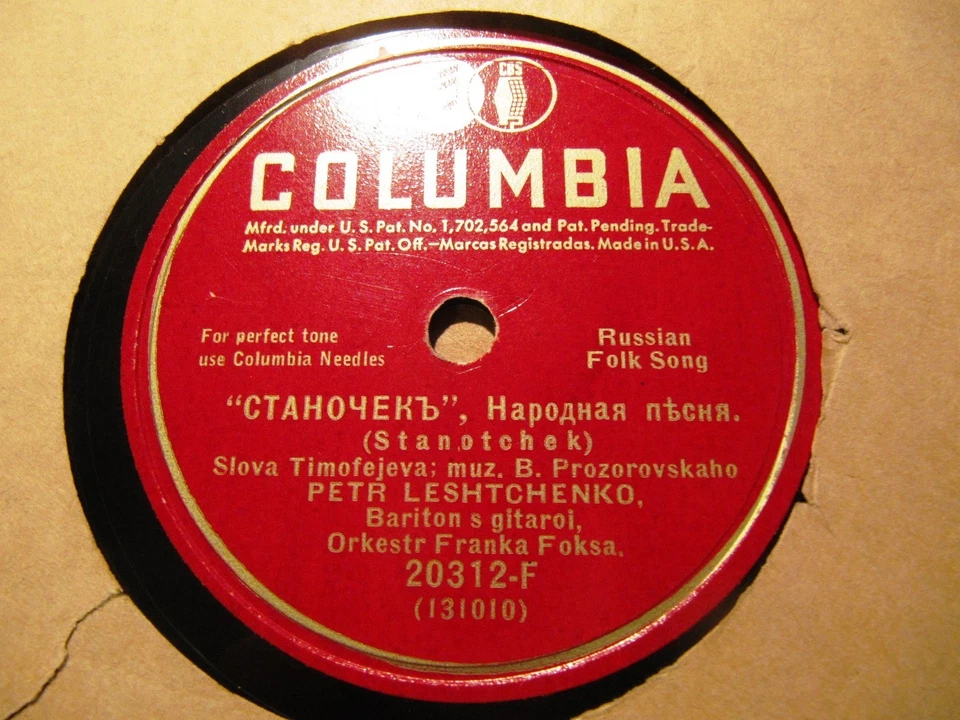 CBS
COLUMBIA
Mfrd. under U. S. Pat. No. 1,702,564 and Pat. Pending. Trade-
Marks Reg. U. S. Pat. Off.—Marcas Registradas. Made in U. S. A.
For perfect tone
use Columbia Needles
Russian
Folk Song
"СТАНОЧЕКЪ", Народная пѣсня.
(Stanotchek)
Slova Timofejeva; muz. B. Prozorovskaho
PETR LESHTCHENKO,
Bariton s gitaroi,
Orkestr Franka Foksa.
20312-F
(131010)